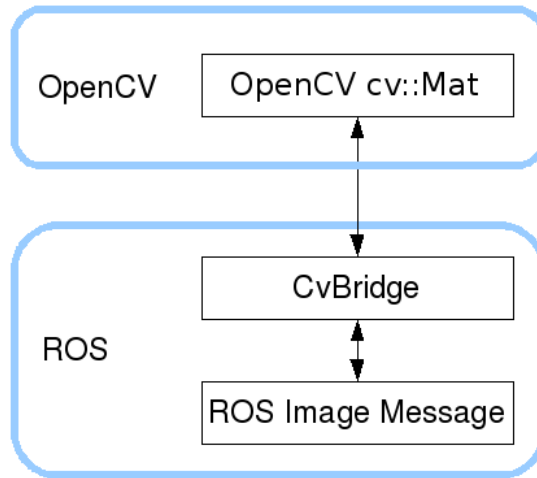 OpenCV
OpenCV cv::Mat
CvBridge
ROS
ROS Image Message